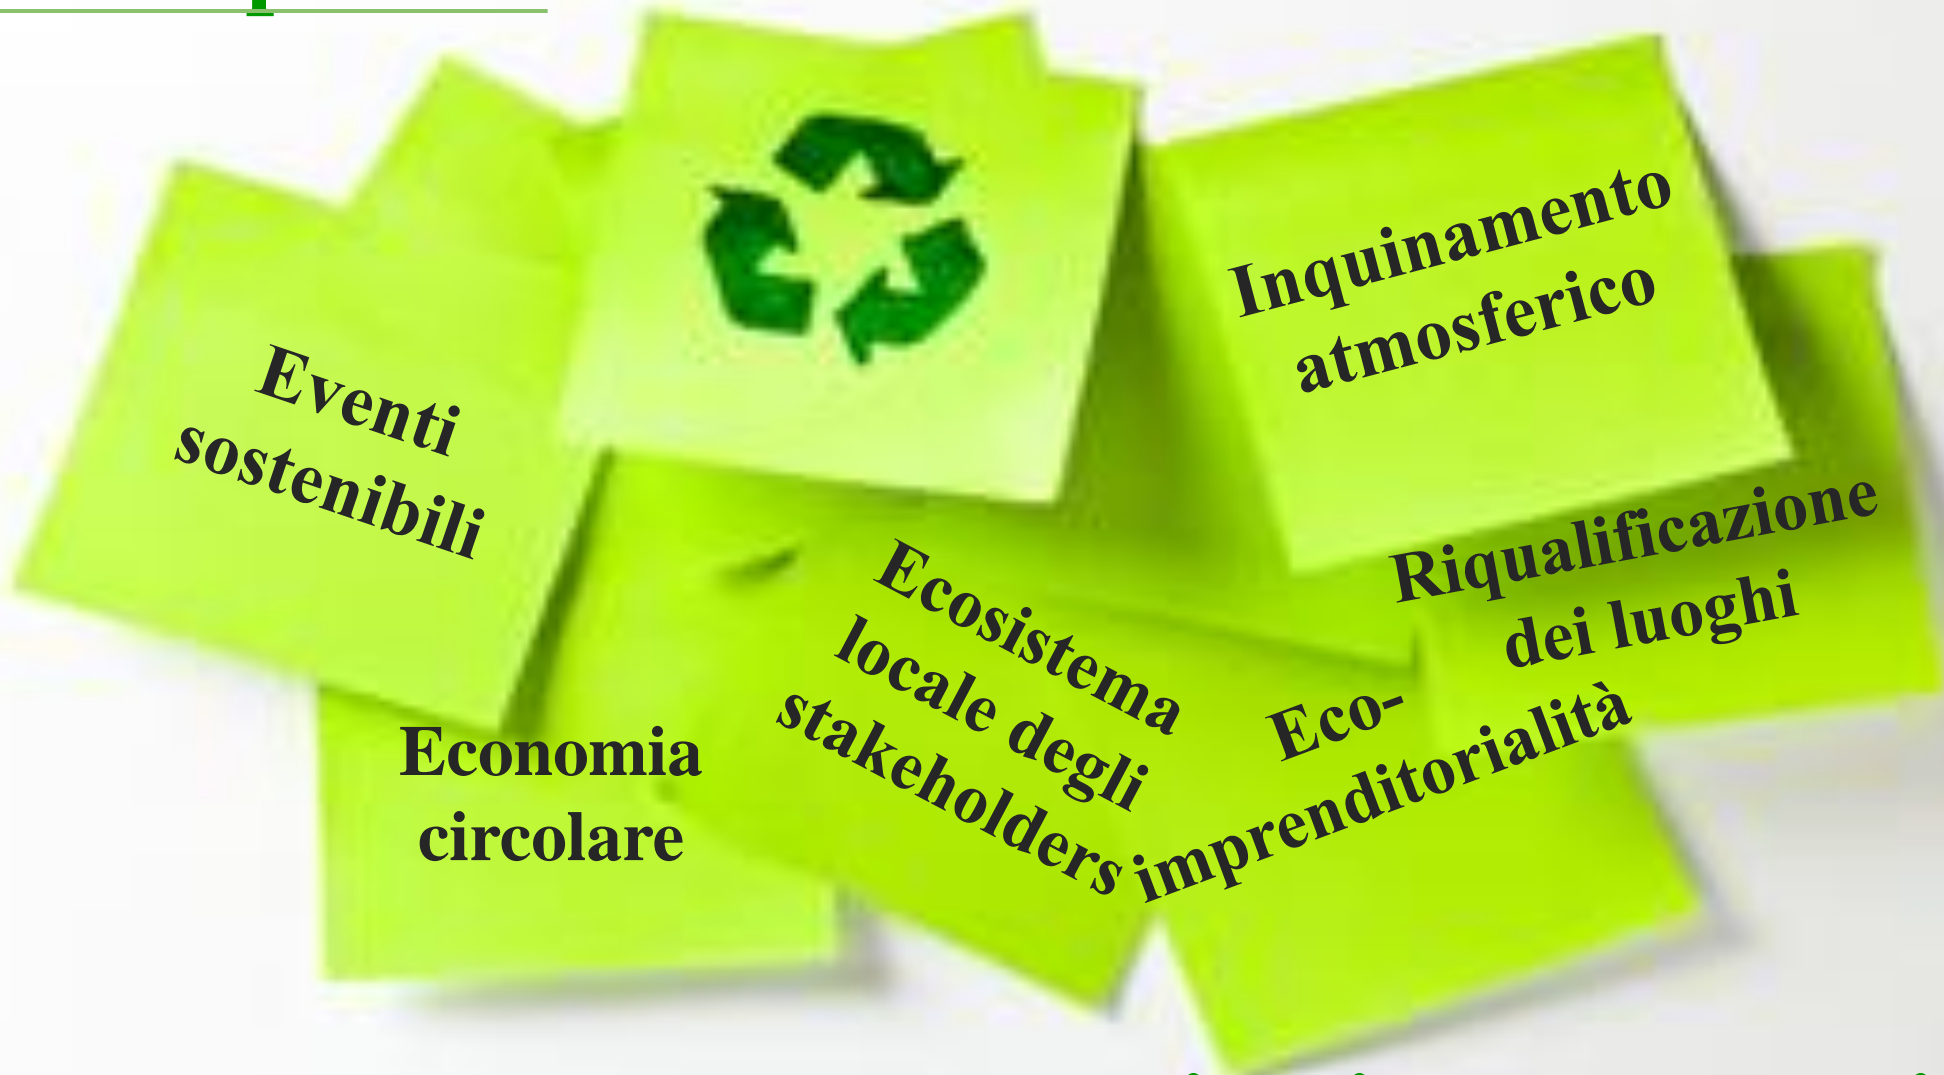 Eventi
sostenibili
Inquinamento
atmosferico
Riqualificazione
dei luoghi
Ecosistema
locale degli
stakeholders
Eco-
imprenditorialità
Economia
circolare